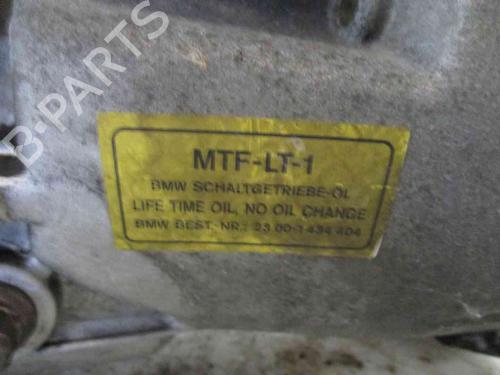 B-PARTS
MTF-LT-1
BMW SCHALTGETRIEBE-ÖL
LIFE TIME OIL, NO OIL CHANGE
BMW BEST.-NR.: 23 00-1 434 404